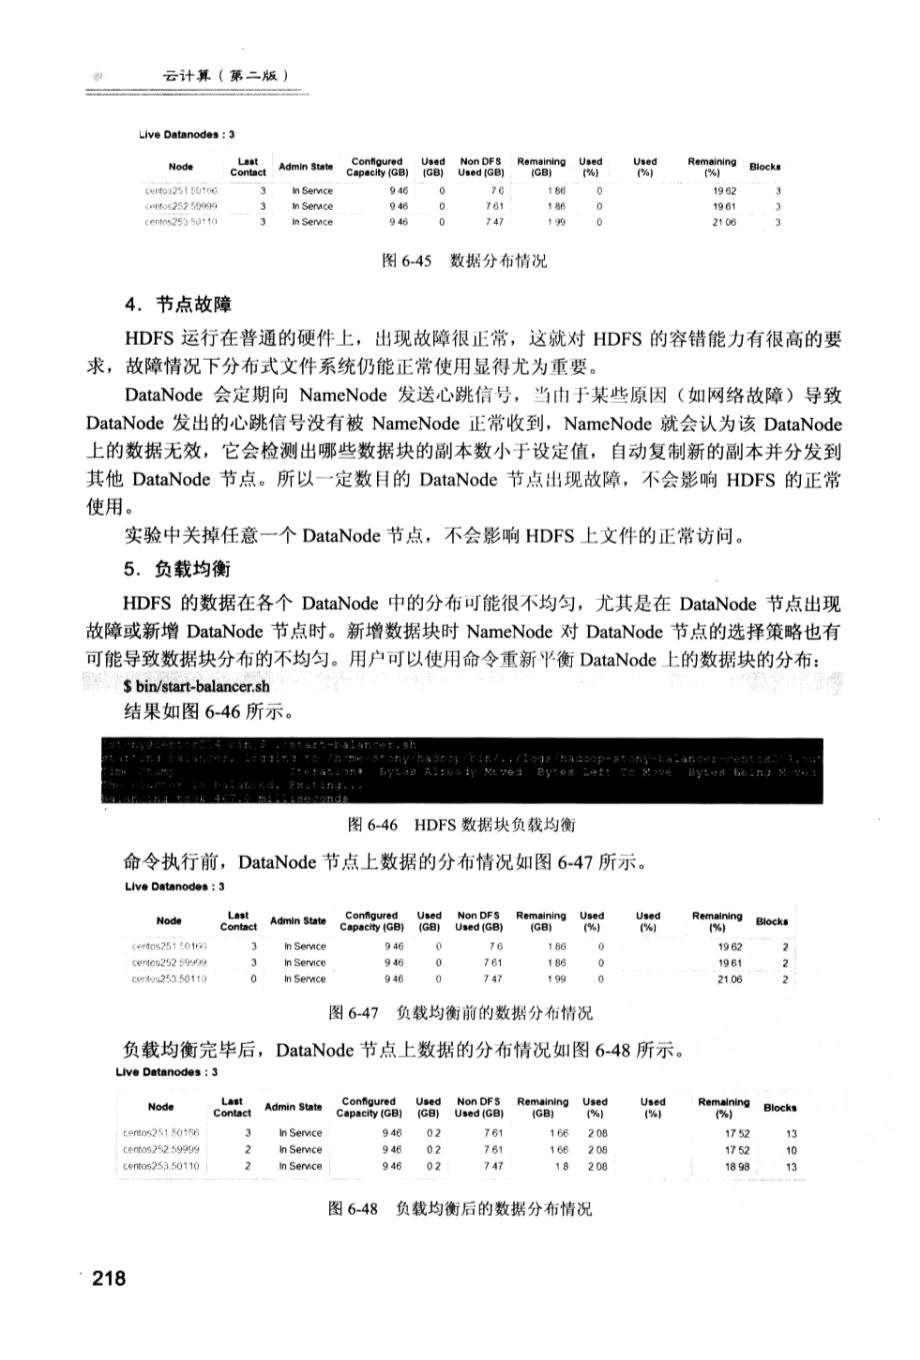 云计算(第二版)
Live Datanodes : 3
Node Last Contact Admin State Configured Capacity (GB) Used (GB) Non DFS Used (GB) Remaining (GB) Used (%) Used (%) Remaining (%) Blocks
centos251 50106 3 In Service 9 46 0 7 6 1 86 0 19 62 3
centos252 59999 3 In Service 9 46 0 7 61 1 86 0 19 61 3
centos253 50110 3 In Service 9 46 0 7 47 1 99 0 21 06 3
图 6-45 数据分布情况
4.节点故障
HDFS 运行在普通的硬件上,出现故障很正常,这就对 HDFS 的容错能力有很高的要
求,故障情况下分布式文件系统仍能正常使用显得尤为重要。
DataNode 会定期向 NameNode 发送心跳信号,当由于某些原因(如网络故障)导致
DataNode 发出的心跳信号没有被 NameNode 正常收到,NameNode 就会认为该 DataNode
上的数据无效,它会检测出哪些数据块的副本数小于设定值,自动复制新的副本并分发到
其他 DataNode 节点。所以一定数目的 DataNode 节点出现故障,不会影响 HDFS 的正常
使用。
实验中关掉任意一个 DataNode 节点,不会影响 HDFS 上文件的正常访问。
5.负载均衡
HDFS 的数据在各个 DataNode 中的分布可能很不均匀,尤其是在 DataNode 节点出现
故障或新增 DataNode 节点时。新增数据块时 NameNode 对 DataNode 节点的选择策略也有
可能导致数据块分布的不均匀。用户可以使用命令重新平衡 DataNode 上的数据块的分布:
$ bin/start-balancer.sh
结果如图 6-46 所示。
./start-balancer.sh
starting balancer, logging to /home/stony/hadoop/bin/../logs/hadoop-stony-balancer
Time Stamp Iteration# Bytes Already Moved Bytes Left To Move Bytes Being Moved
The cluster is balanced. Exiting...
Balancing took 467.0 milliseconds
图 6-46 HDFS 数据块负载均衡
命令执行前,DataNode 节点上数据的分布情况如图 6-47 所示。
Live Datanodes : 3
Node Last Contact Admin State Configured Capacity (GB) Used (GB) Non DFS Used (GB) Remaining (GB) Used (%) Used (%) Remaining (%) Blocks
centos251 50106 3 In Service 9 46 0 7 6 1 86 0 19 62 2
centos252 59999 3 In Service 9 46 0 7 61 1 86 0 19 61 2
centos253.50110 0 In Service 9 46 0 7 47 1 99 0 21.06 2
图 6-47 负载均衡前的数据分布情况
负载均衡完毕后,DataNode 节点上数据的分布情况如图 6-48 所示。
Live Datanodes : 3
Node Last Contact Admin State Configured Capacity (GB) Used (GB) Non DFS Used (GB) Remaining (GB) Used (%) Used (%) Remaining (%) Blocks
centos251 50106 3 In Service 9 46 0 2 7 61 1 66 2 08 17 52 13
centos252.59999 2 In Service 9 46 0 2 7 61 1 66 2 08 17 52 10
centos253.50110 2 In Service 9 46 0 2 7 47 1 8 2.08 18 98 13
图 6-48 负载均衡后的数据分布情况
218